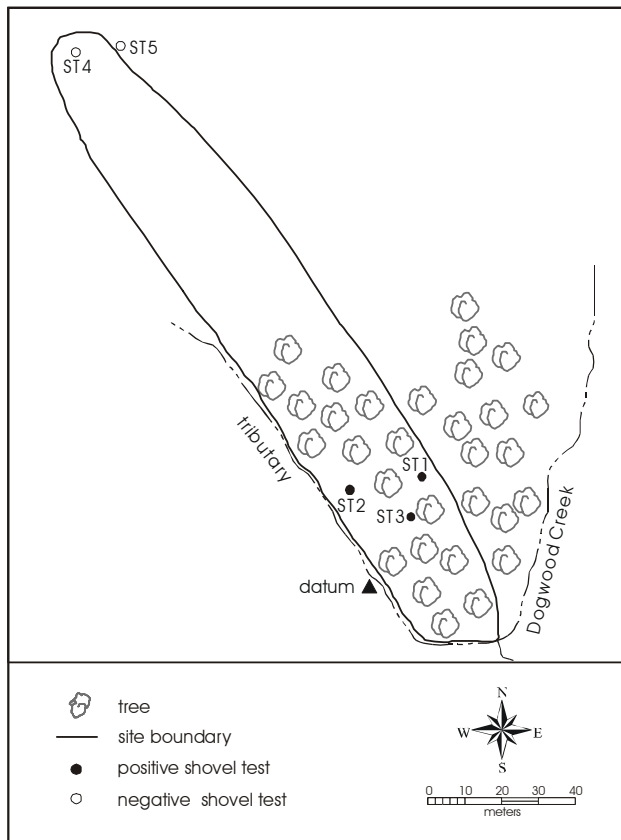 ST5
ST4
tributary
ST1
ST2
ST3
datum
Dogwood Creek
tree
site boundary
positive shovel test
negative shovel test
N
W E
S
0 10 20 30 40
meters